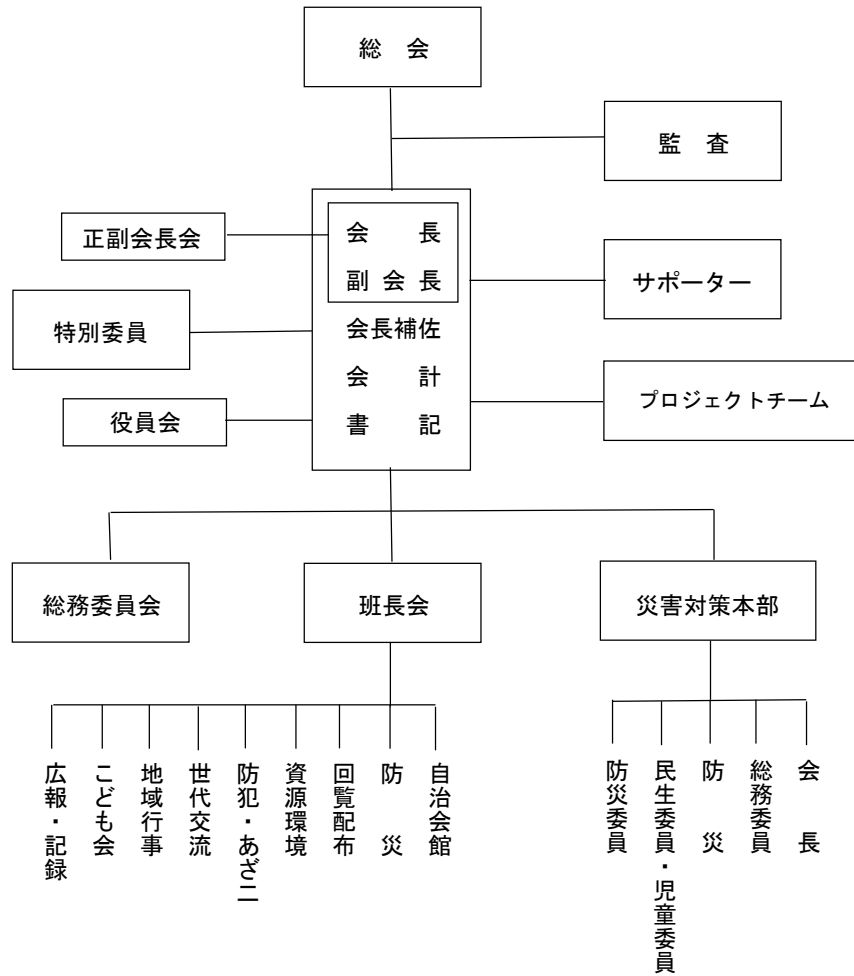 総　会
監　査
正副会長会
会　長
副会長
会長補佐
会　計
書　記
サポーター
特別委員
プロジェクトチーム
役員会
総務委員会
班長会
災害対策本部
広報・記録
こども会
地域行事
世代交流
防犯・あざ二
資源環境
回覧配布
防　災
自治会館
防災委員
民生委員・児童委員
防　災
総務委員
会　長